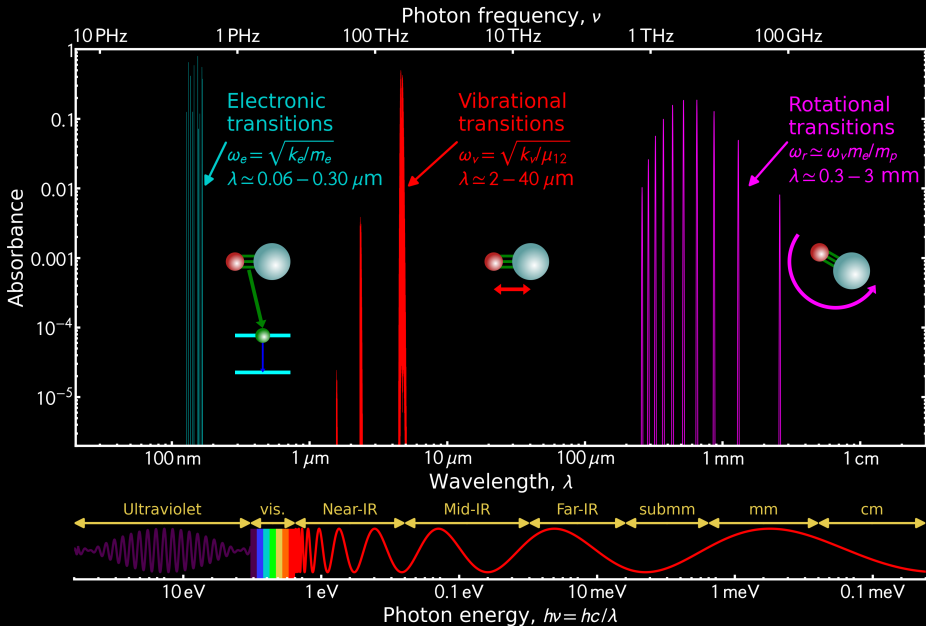 Photon frequency, ν
10 PHz 1 PHz 100 THz 10 THz 1 THz 100 GHz
Absorbance
1
0.1
0.01
0.001
10⁻⁴
10⁻⁵
Electronic
transitions
ωₑ = √kₑ/mₑ
λ ≃ 0.06 – 0.30 μm
Vibrational
transitions
ωᵥ = √kᵥ/μ₁₂
λ ≃ 2 – 40 μm
Rotational
transitions
ωᵣ ≃ ωᵥmₑ/mₚ
λ ≃ 0.3 – 3 mm
100 nm 1 μm 10 μm 100 μm 1 mm 1 cm
Wavelength, λ
Ultraviolet vis. Near-IR Mid-IR Far-IR submm mm cm
10 eV 1 eV 0.1 eV 10 meV 1 meV 0.1 meV
Photon energy, hν = hc/λ